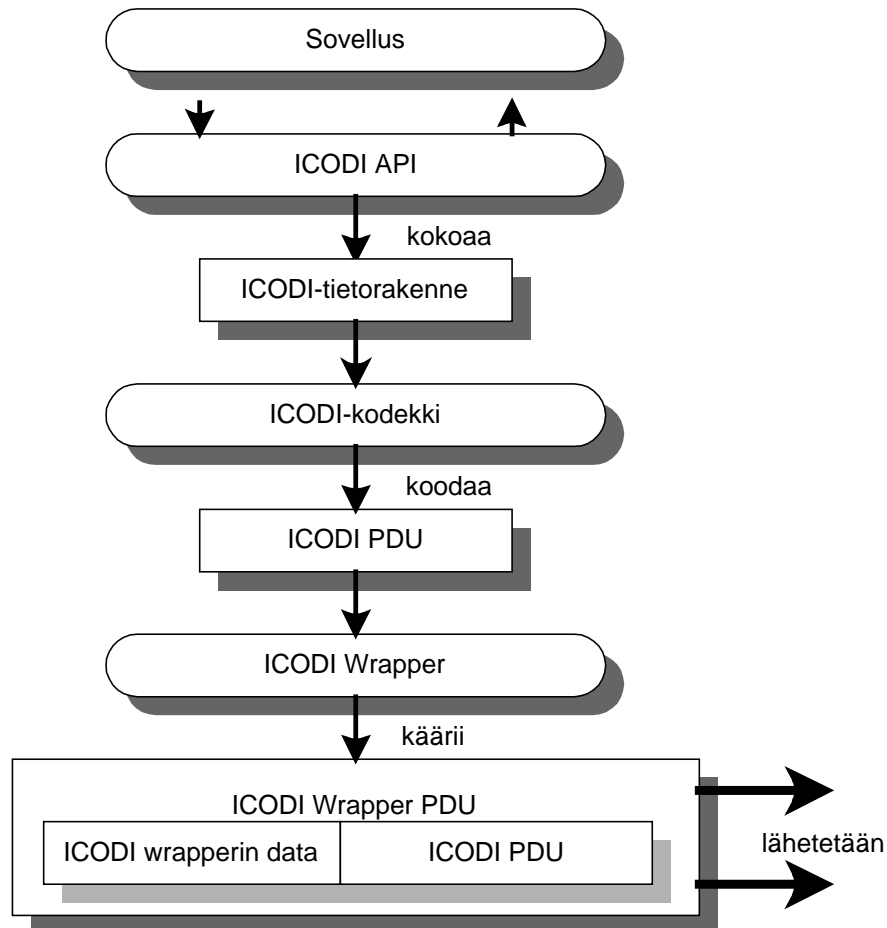 Sovellus
ICODI API
kokoaa
ICODI-tietorakenne
ICODI-kodekki
koodaa
ICODI PDU
ICODI Wrapper
käärii
ICODI Wrapper PDU
ICODI wrapperin data
ICODI PDU
lähetetään